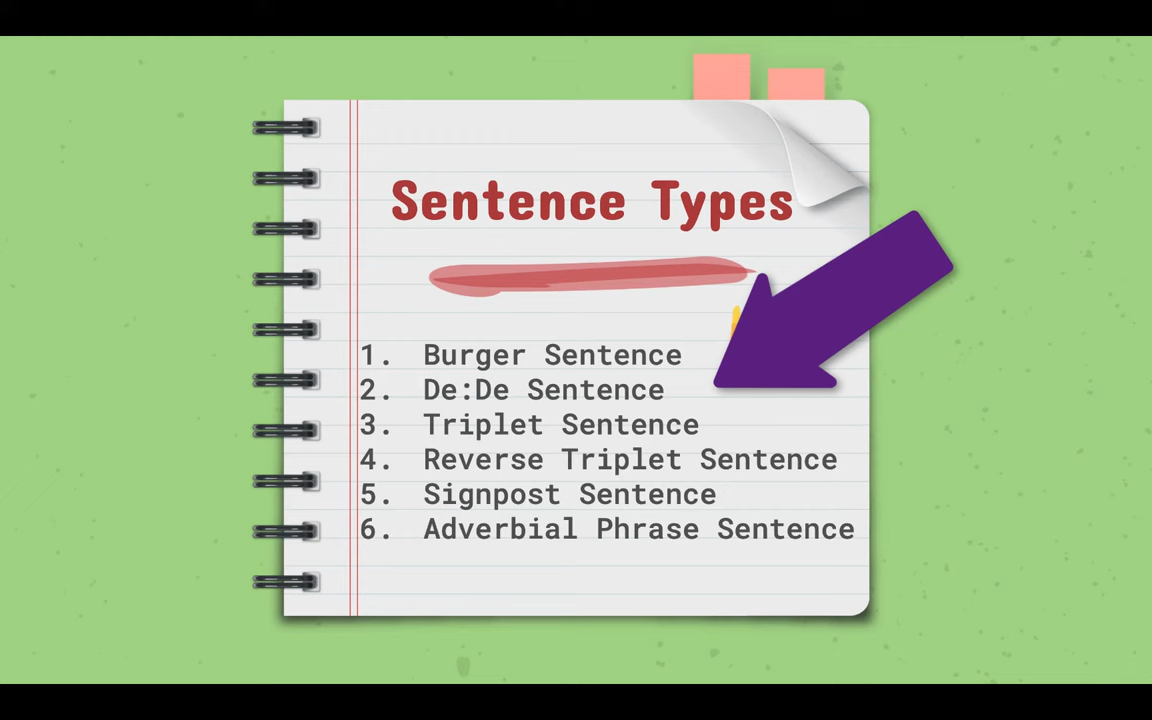 Sentence Types
1. Burger Sentence
2. De:De Sentence
3. Triplet Sentence
4. Reverse Triplet Sentence
5. Signpost Sentence
6. Adverbial Phrase Sentence